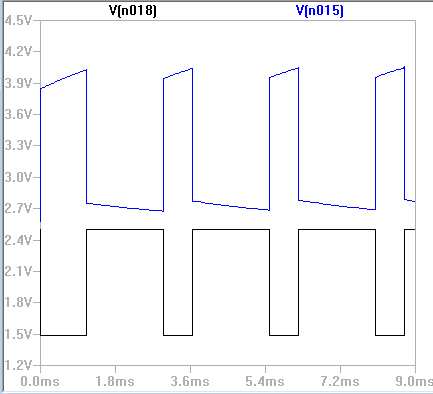 V(n018) V(n015)
4.5V
4.2V
3.9V
3.6V
3.3V
3.0V
2.7V
2.4V
2.1V
1.8V
1.5V
1.2V
0.0ms 1.8ms 3.6ms 5.4ms 7.2ms 9.0ms